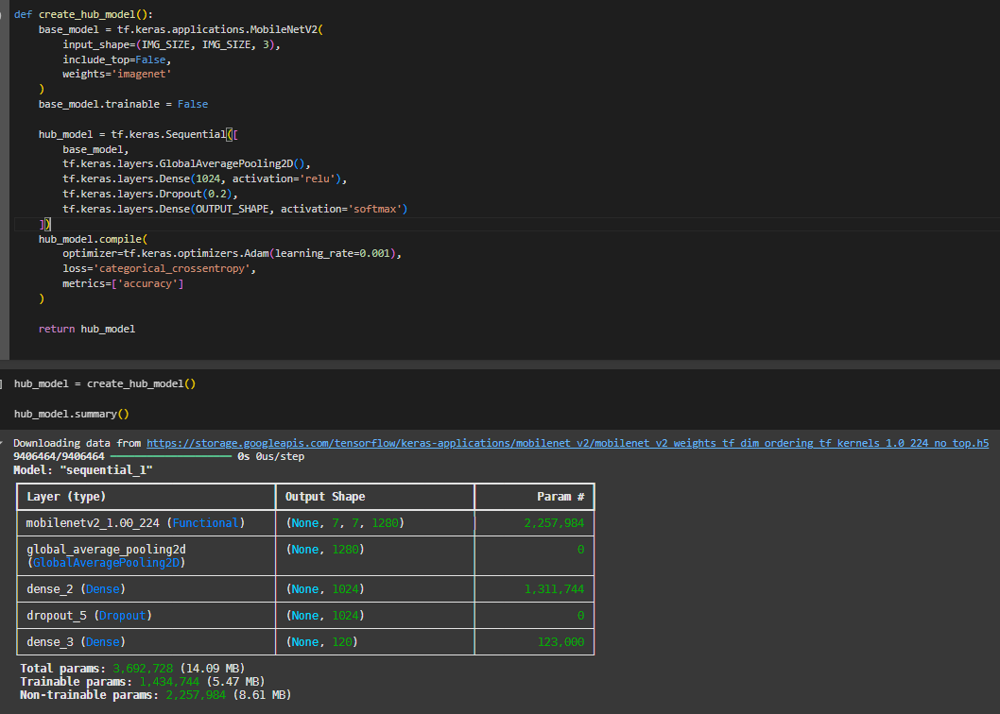 def create_hub_model():
base_model = tf.keras.applications.MobileNetV2(
input_shape=(IMG_SIZE, IMG_SIZE, 3),
include_top=False,
weights='imagenet'
)
base_model.trainable = False
hub_model = tf.keras.Sequential([
base_model,
tf.keras.layers.GlobalAveragePooling2D(),
tf.keras.layers.Dense(1024, activation='relu'),
tf.keras.layers.Dropout(0.2),
tf.keras.layers.Dense(OUTPUT_SHAPE, activation='softmax')
])
hub_model.compile(
optimizer=tf.keras.optimizers.Adam(learning_rate=0.001),
loss='categorical_crossentropy',
metrics=['accuracy']
)
return hub_model
hub_model = create_hub_model()
hub_model.summary()
Downloading data from https://storage.googleapis.com/tensorflow/keras-applications/mobilenet_v2/mobilenet_v2_weights_tf_dim_ordering_tf_kernels_1.0_224_no_top.h5
9406464/9406464 ━━━━━━━━━━━━━━━━━━━━ 0s 0us/step
Model: "sequential_1"
Layer (type) Output Shape Param #
mobilenetv2_1.00_224 (Functional) (None, 7, 7, 1280) 2,257,984
global_average_pooling2d (None, 1280) 0
(GlobalAveragePooling2D)
dense_2 (Dense) (None, 1024) 1,311,744
dropout_5 (Dropout) (None, 1024) 0
dense_3 (Dense) (None, 120) 123,000
Total params: 3,692,728 (14.09 MB)
Trainable params: 1,434,744 (5.47 MB)
Non-trainable params: 2,257,984 (8.61 MB)